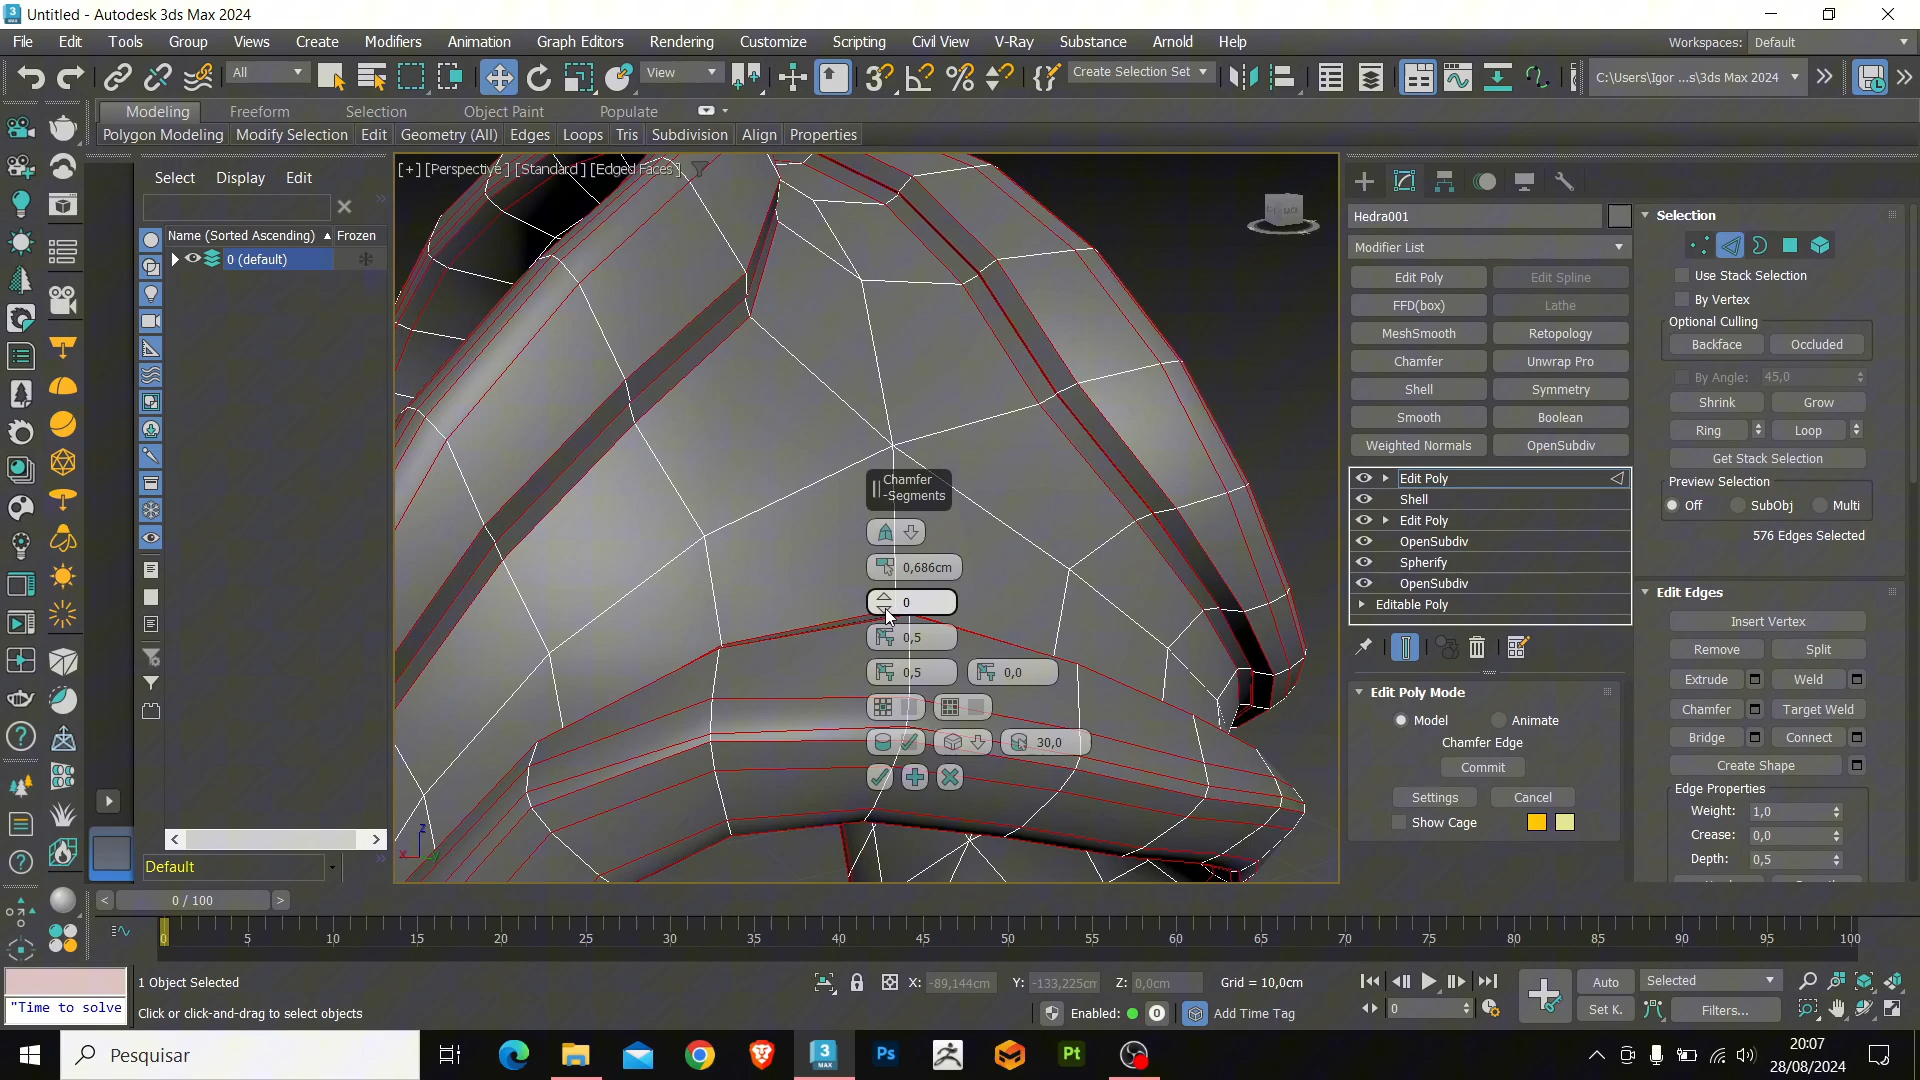 Untitled - Autodesk 3ds Max 2024
File Edit Tools Group Views Create Modifiers Animation Graph Editors Rendering Customize Scripting Civil View V-Ray Substance Arnold Help Workspaces: Default
All View Create Selection Set C:\Users\Igor ...s\3ds Max 2024
Modeling Freeform Selection Object Paint Populate
Polygon Modeling Modify Selection Edit Geometry (All) Edges Loops Tris Subdivision Align Properties
Select Display Edit
Name (Sorted Ascending) Frozen
0 (default)
Default
[+] [Perspective ] [Standard ] [Edged Faces ]
Chamfer
-Segments
0,686cm
0
0,5
0,5 0,0
30,0
z
x y
Hedra001
Modifier List
Edit Poly Edit Spline
FFD(box) Lathe
MeshSmooth Retopology
Chamfer Unwrap Pro
Shell Symmetry
Smooth Boolean
Weighted Normals OpenSubdiv
Edit Poly
Shell
Edit Poly
OpenSubdiv
Spherify
OpenSubdiv
Editable Poly
Edit Poly Mode
Model Animate
Chamfer Edge
Commit
Settings Cancel
Show Cage
Selection
Use Stack Selection
By Vertex
Optional Culling
Backface Occluded
By Angle: 45,0
Shrink Grow
Ring Loop
Get Stack Selection
Preview Selection
Off SubObj Multi
576 Edges Selected
Edit Edges
Insert Vertex
Remove Split
Extrude Weld
Chamfer Target Weld
Bridge Connect
Create Shape
Edge Properties
Weight: 1,0
Crease: 0,0
Depth: 0,5
0 / 100
0 5 10 15 20 25 30 35 40 45 50 55 60 65 70 75 80 85 90 95 100
"Time to solve
1 Object Selected
Click or click-and-drag to select objects
X: -89,144cm Y: -133,225cm Z: 0,0cm Grid = 10,0cm
Enabled: 0 Add Time Tag
0
Auto Selected
Set K. Filters...
Pesquisar
3
MAX
Ps
Pt
20:07
28/08/2024